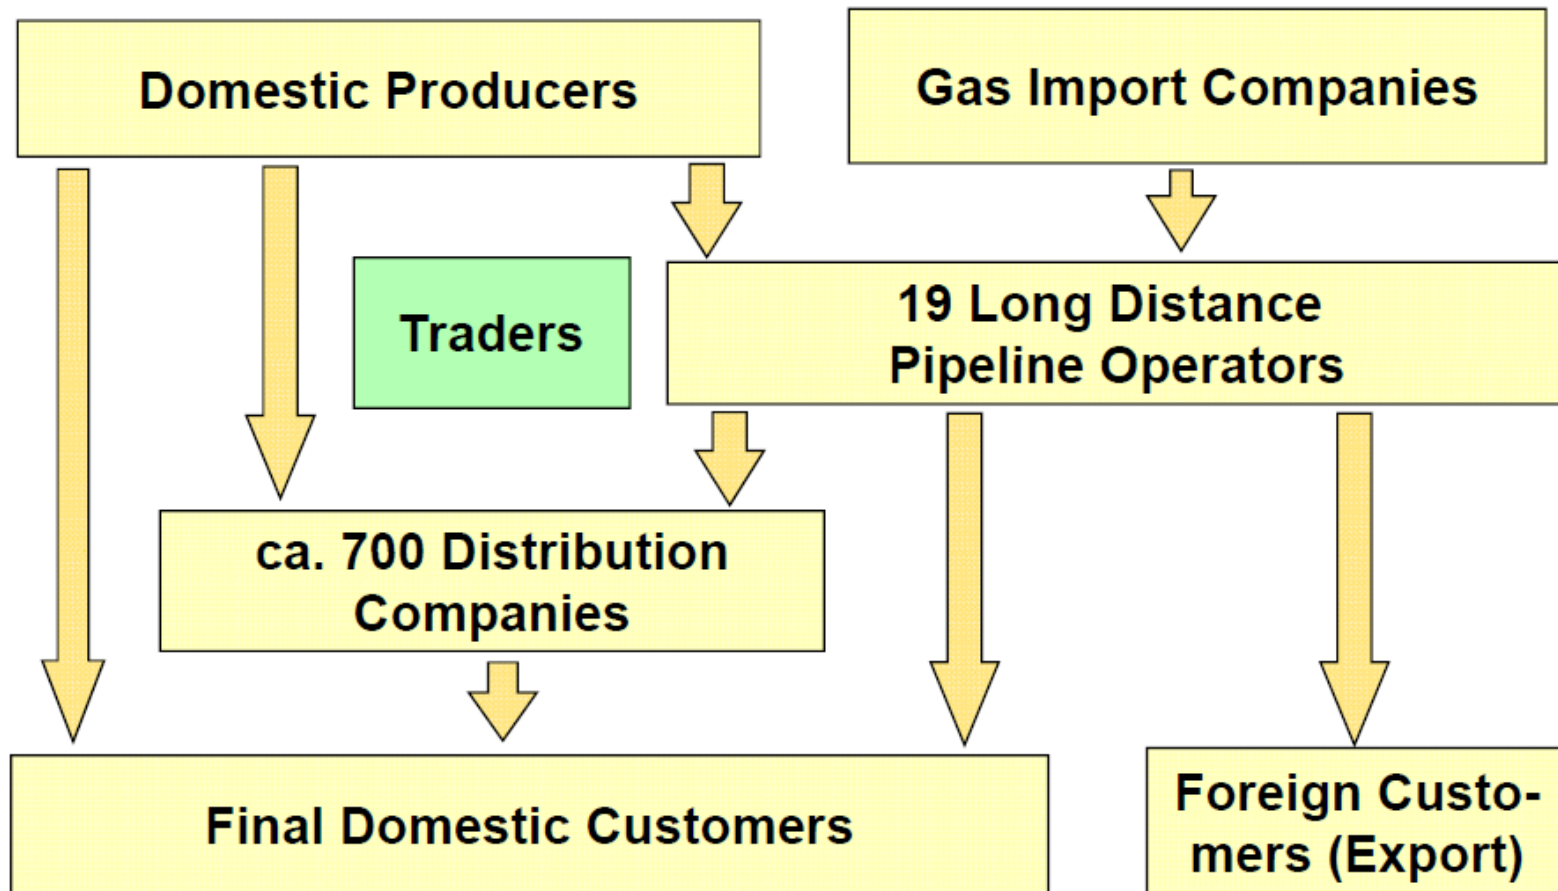 Domestic Producers
Gas Import Companies
Traders
19 Long Distance
Pipeline Operators
ca. 700 Distribution
Companies
Final Domestic Customers
Foreign Custo-
mers (Export)